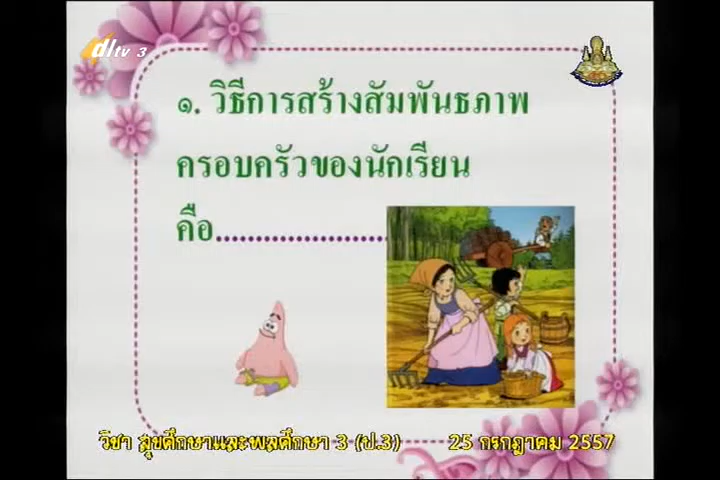 dltv 3
๑. วิธีการสร้างสัมพันธภาพ
ครอบครัวของนักเรียน
คือ........................
วิชา สุขศึกษาและพลศึกษา 3 (ป.3) 25 กรกฎาคม 2557